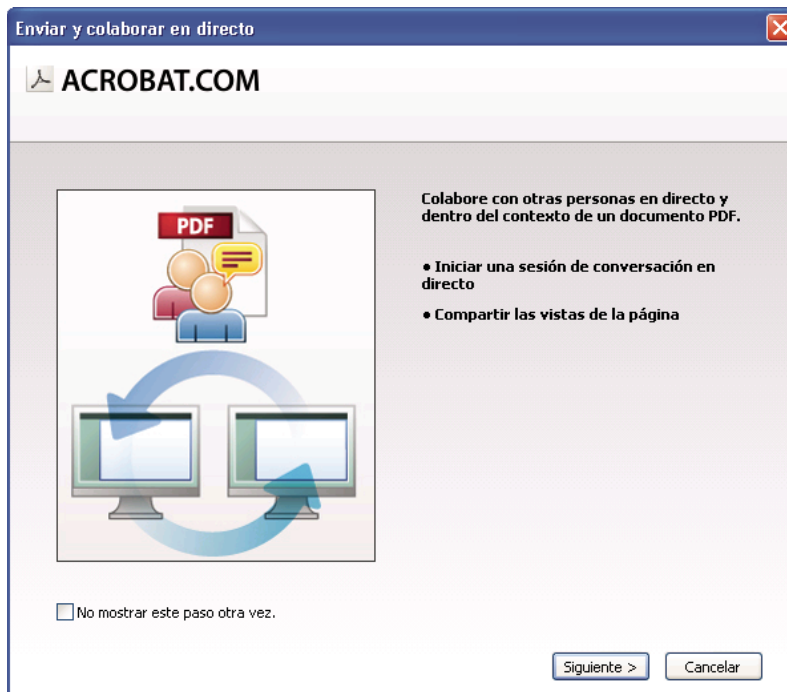 Enviar y colaborar en directo
ACROBAT.COM
PDF
Colabore con otras personas en directo y
dentro del contexto de un documento PDF.
• Iniciar una sesión de conversación en
directo
• Compartir las vistas de la página
No mostrar este paso otra vez.
Siguiente >
Cancelar